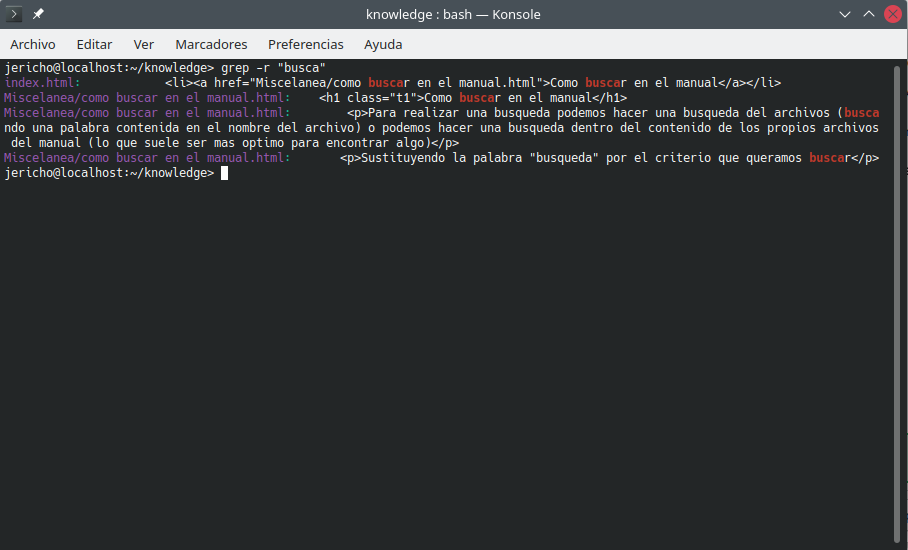 knowledge : bash — Konsole
Archivo Editar Ver Marcadores Preferencias Ayuda
jericho@localhost:~/knowledge> grep -r "busca"
index.html:            <li><a href="Miscelanea/como buscar en el manual.html">Como buscar en el manual</a></li>
Miscelanea/como buscar en el manual.html:    <h1 class="t1">Como buscar en el manual</h1>
Miscelanea/como buscar en el manual.html:        <p>Para realizar una busqueda podemos hacer una busqueda del archivos (busca
ndo una palabra contenida en el nombre del archivo) o podemos hacer una busqueda dentro del contenido de los propios archivos
 del manual (lo que suele ser mas optimo para encontrar algo)</p>
Miscelanea/como buscar en el manual.html:       <p>Sustituyendo la palabra "busqueda" por el criterio que queramos buscar</p>
jericho@localhost:~/knowledge>